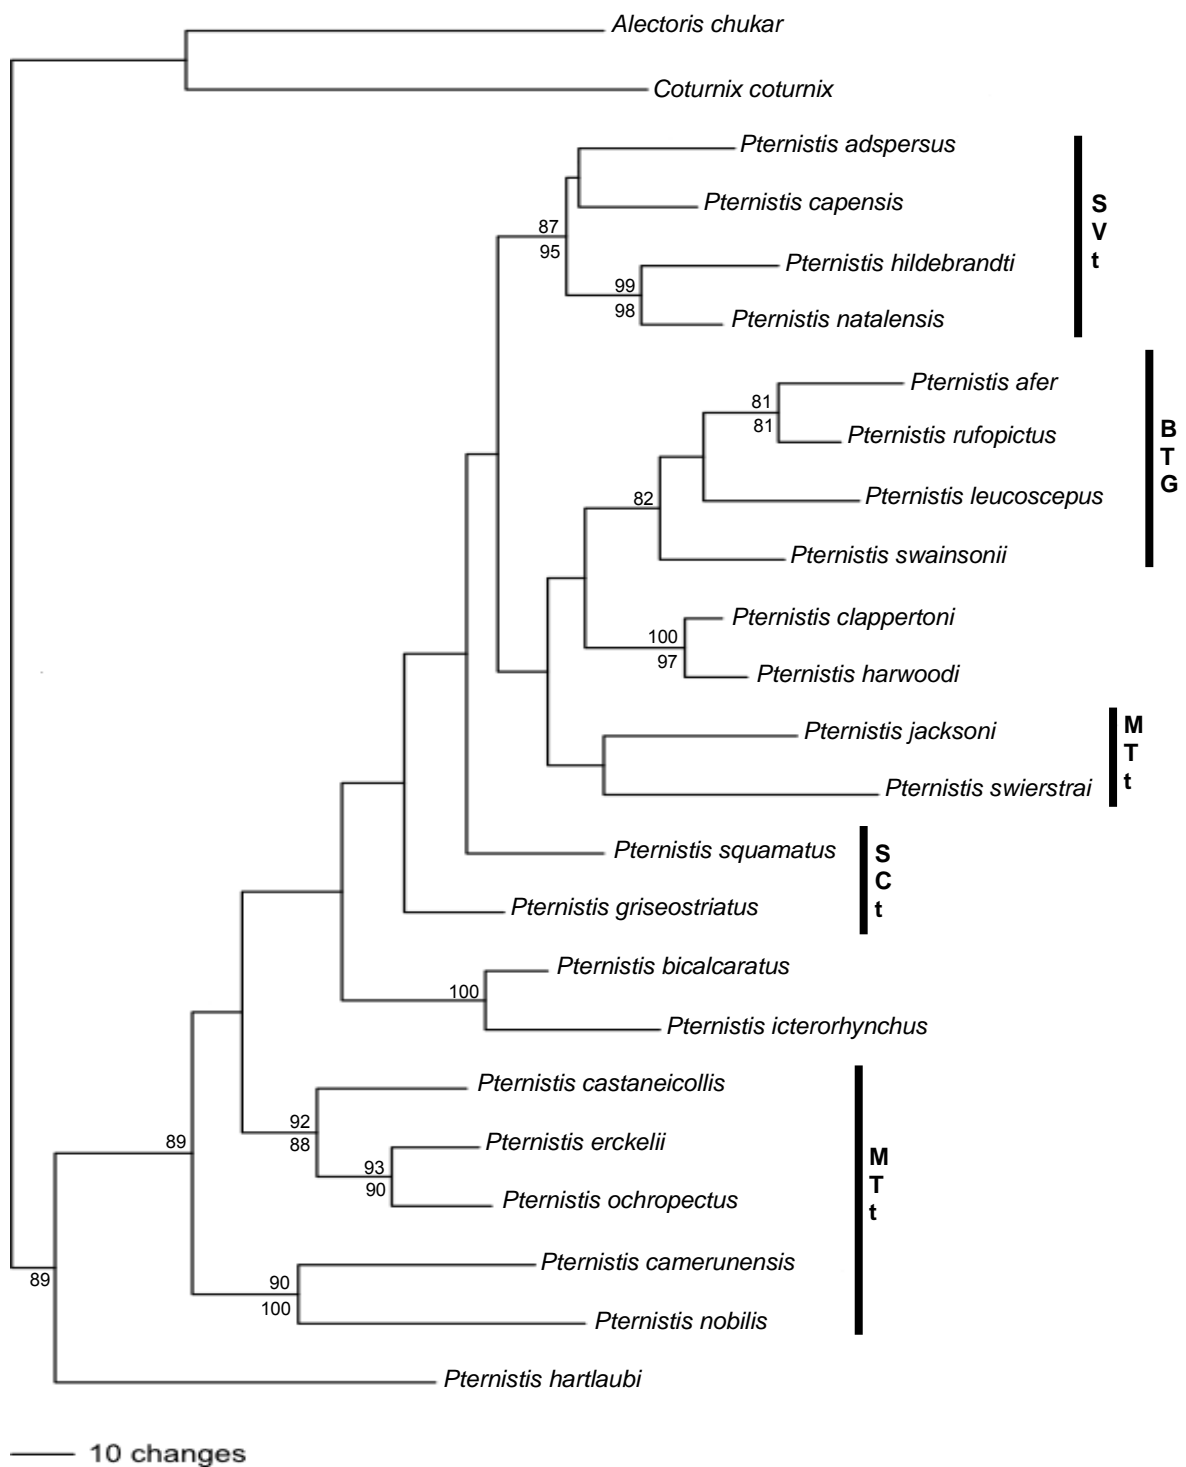 Alectoris chukar
Coturnix coturnix
Pternistis adspersus
Pternistis capensis
87
95
Pternistis hildebrandti
99
98
Pternistis natalensis
S
V
t
Pternistis afer
81
81
Pternistis rufopictus
Pternistis leucoscepus
82
Pternistis swainsonii
B
T
G
Pternistis clappertoni
100
97
Pternistis harwoodi
Pternistis jacksoni
Pternistis swierstrai
M
T
t
Pternistis squamatus
Pternistis griseostriatus
S
C
t
Pternistis bicalcaratus
100
Pternistis icterorhynchus
Pternistis castaneicollis
92
88
Pternistis erckelii
93
90
Pternistis ochropectus
89
Pternistis camerunensis
90
100
Pternistis nobilis
M
T
t
89
Pternistis hartlaubi
10 changes